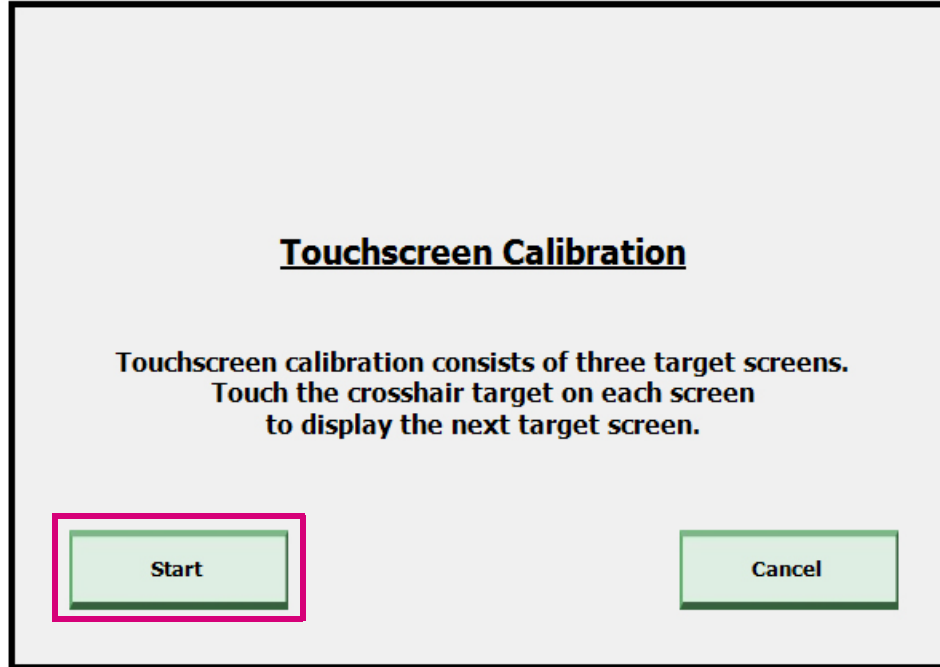 Touchscreen Calibration
Touchscreen calibration consists of three target screens.
Touch the crosshair target on each screen
to display the next target screen.
Start
Cancel